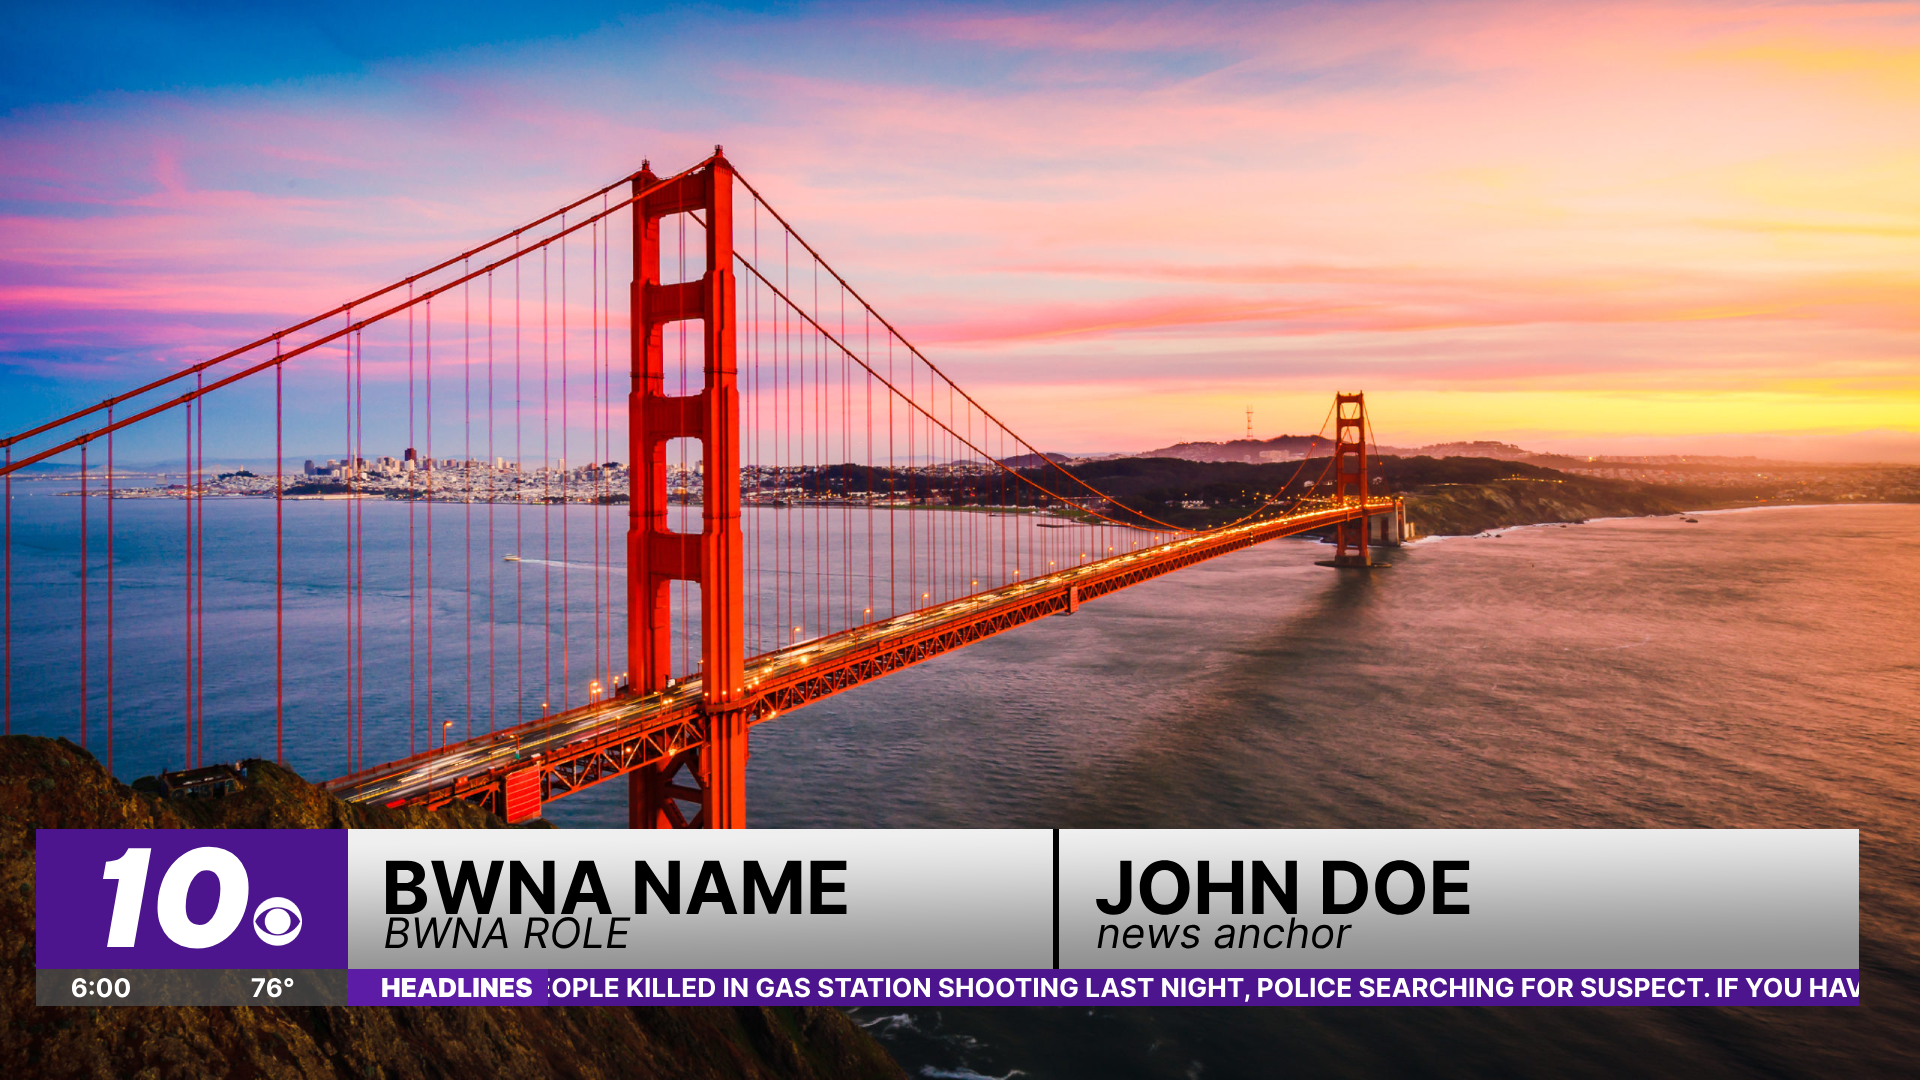 10
BWNA NAME
BWNA ROLE
JOHN DOE
news anchor
6:00 76°
HEADLINES OPLE KILLED IN GAS STATION SHOOTING LAST NIGHT, POLICE SEARCHING FOR SUSPECT. IF YOU HAV